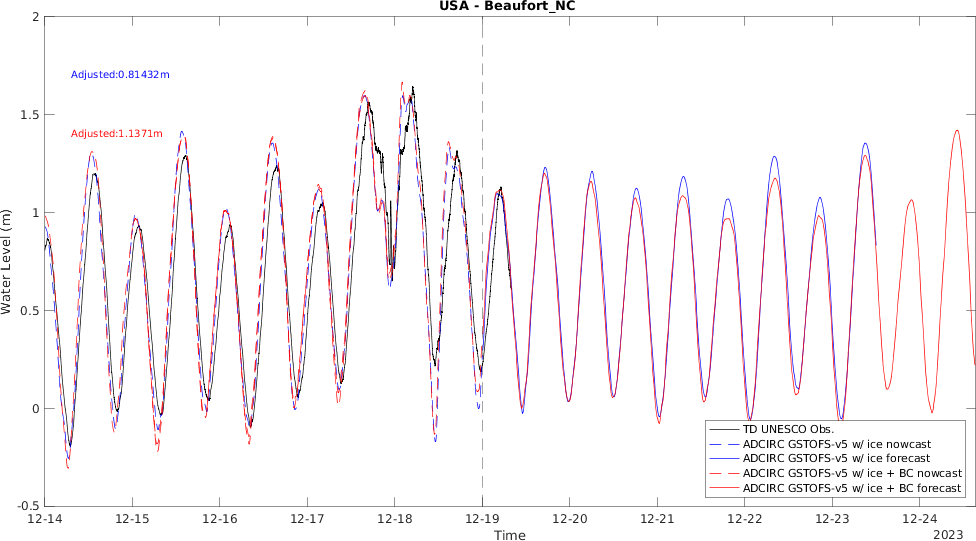 USA - Beaufort_NC
Adjusted:0.81432m
Adjusted:1.1371m
Water Level (m)
2
1.5
1
0.5
0
-0.5
12-14 12-15 12-16 12-17 12-18 12-19 12-20 12-21 12-22 12-23 12-24
Time
2023
TD UNESCO Obs.
ADCIRC GSTOFS-v5 w/ ice nowcast
ADCIRC GSTOFS-v5 w/ ice forecast
ADCIRC GSTOFS-v5 w/ ice + BC nowcast
ADCIRC GSTOFS-v5 w/ ice + BC forecast